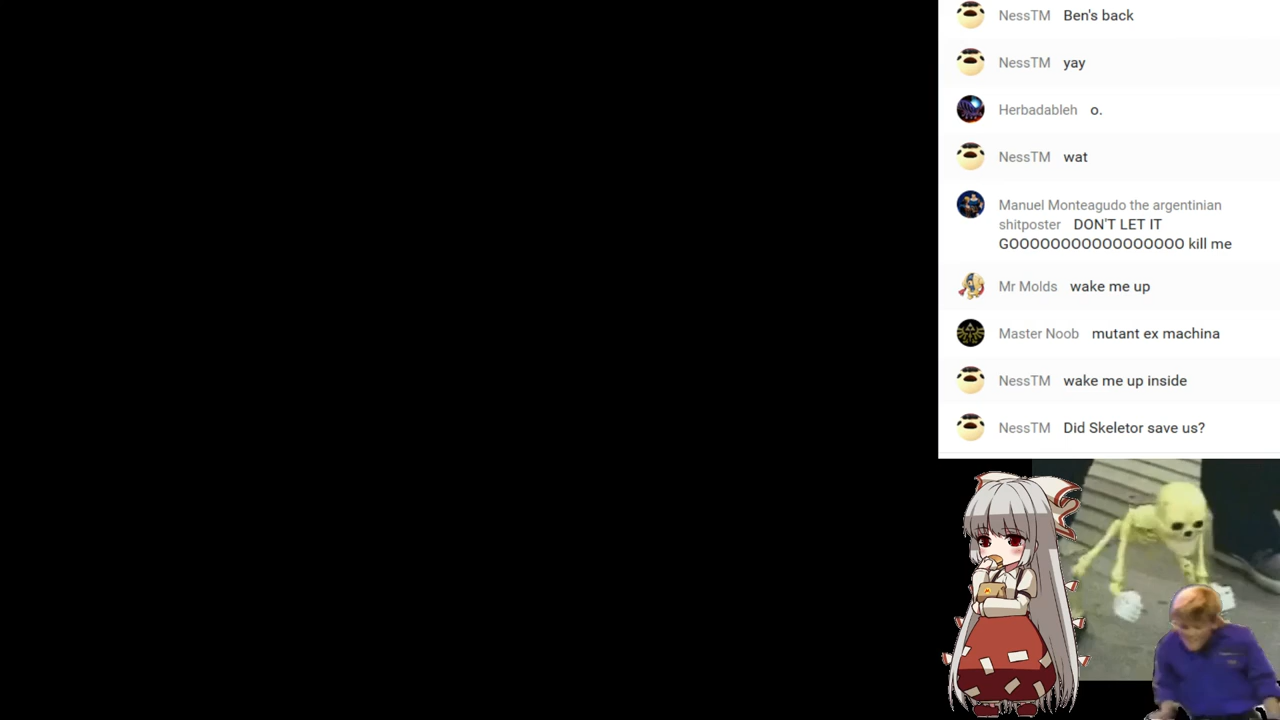 NessTM Ben's back
NessTM yay
Herbadableh o.
NessTM wat
Manuel Monteagudo the argentinian
shitposter DON'T LET IT
GOOOOOOOOOOOOOOOOO kill me
Mr Molds wake me up
Master Noob mutant ex machina
NessTM wake me up inside
NessTM Did Skeletor save us?